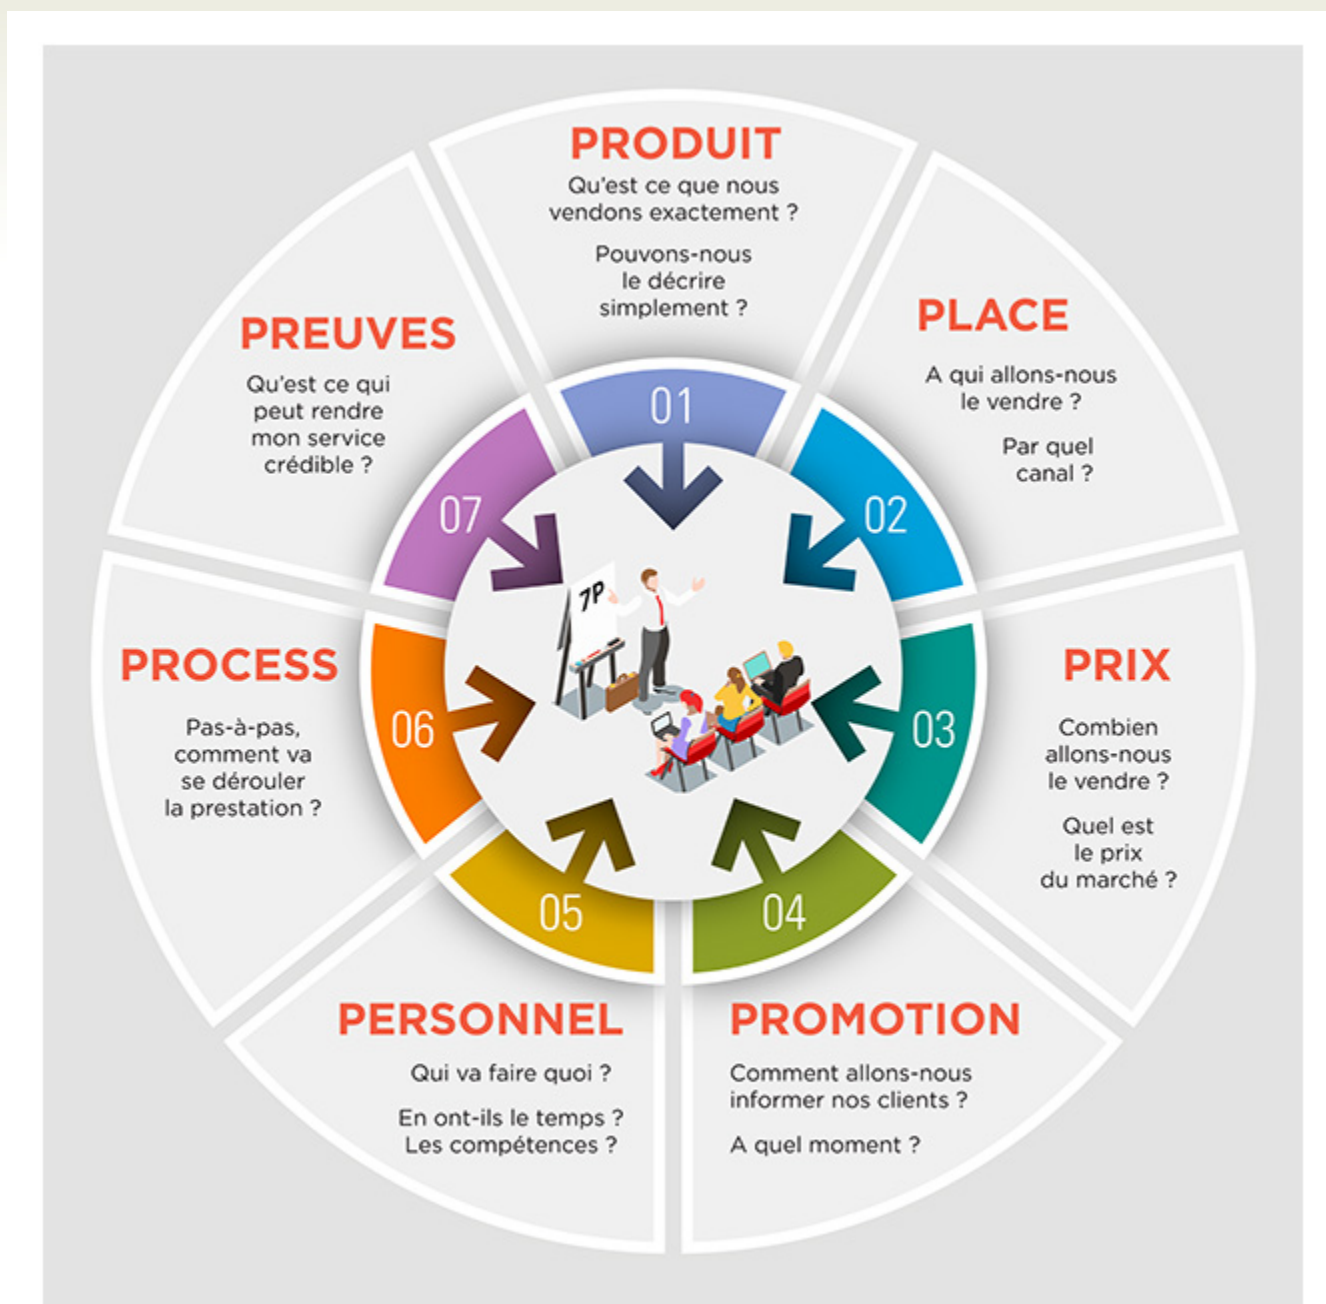 PRODUIT
Qu'est ce que nous
vendons exactement ?
Pouvons-nous
le décrire
simplement ?
01
PLACE
A qui allons-nous
le vendre ?
Par quel
canal ?
02
PRIX
Combien
allons-nous
le vendre ?
Quel est
le prix
du marché ?
03
PROMOTION
Comment allons-nous
informer nos clients ?
A quel moment ?
04
PERSONNEL
Qui va faire quoi ?
En ont-ils le temps ?
Les compétences ?
05
PROCESS
Pas-à-pas,
comment va
se dérouler
la prestation ?
06
PREUVES
Qu'est ce qui
peut rendre
mon service
crédible ?
07
7P